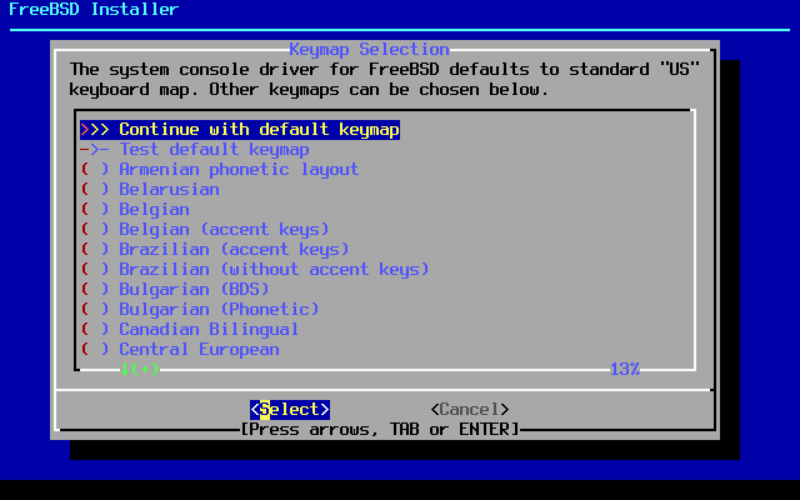 FreeBSD Installer
Keymap Selection
The system console driver for FreeBSD defaults to standard "US"
keyboard map. Other keymaps can be chosen below.
>>> Continue with default keymap
->- Test default keymap
( ) Armenian phonetic layout
( ) Belarusian
( ) Belgian
( ) Belgian (accent keys)
( ) Brazilian (accent keys)
( ) Brazilian (without accent keys)
( ) Bulgarian (BDS)
( ) Bulgarian (Phonetic)
( ) Canadian Bilingual
( ) Central European
↓(+) 13%
<Select> <Cancel>
[Press arrows, TAB or ENTER]